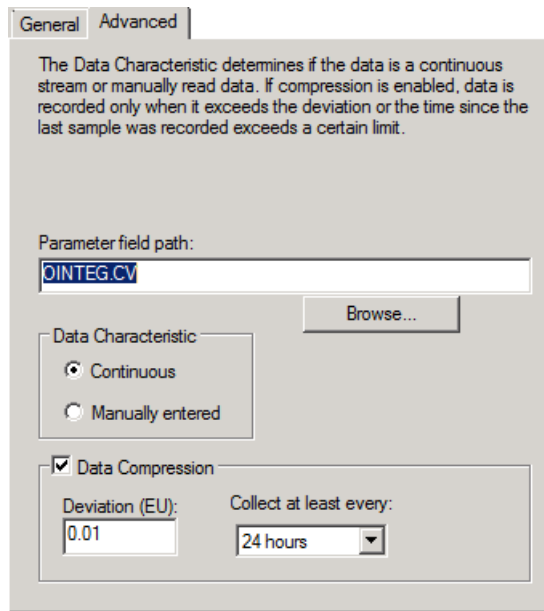 General Advanced
The Data Characteristic determines if the data is a continuous
stream or manually read data. If compression is enabled, data is
recorded only when it exceeds the deviation or the time since the
last sample was recorded exceeds a certain limit.
Parameter field path:
OINTEG.CV
Browse...
Data Characteristic
Continuous
Manually entered
Data Compression
Deviation (EU): Collect at least every:
0.01 24 hours